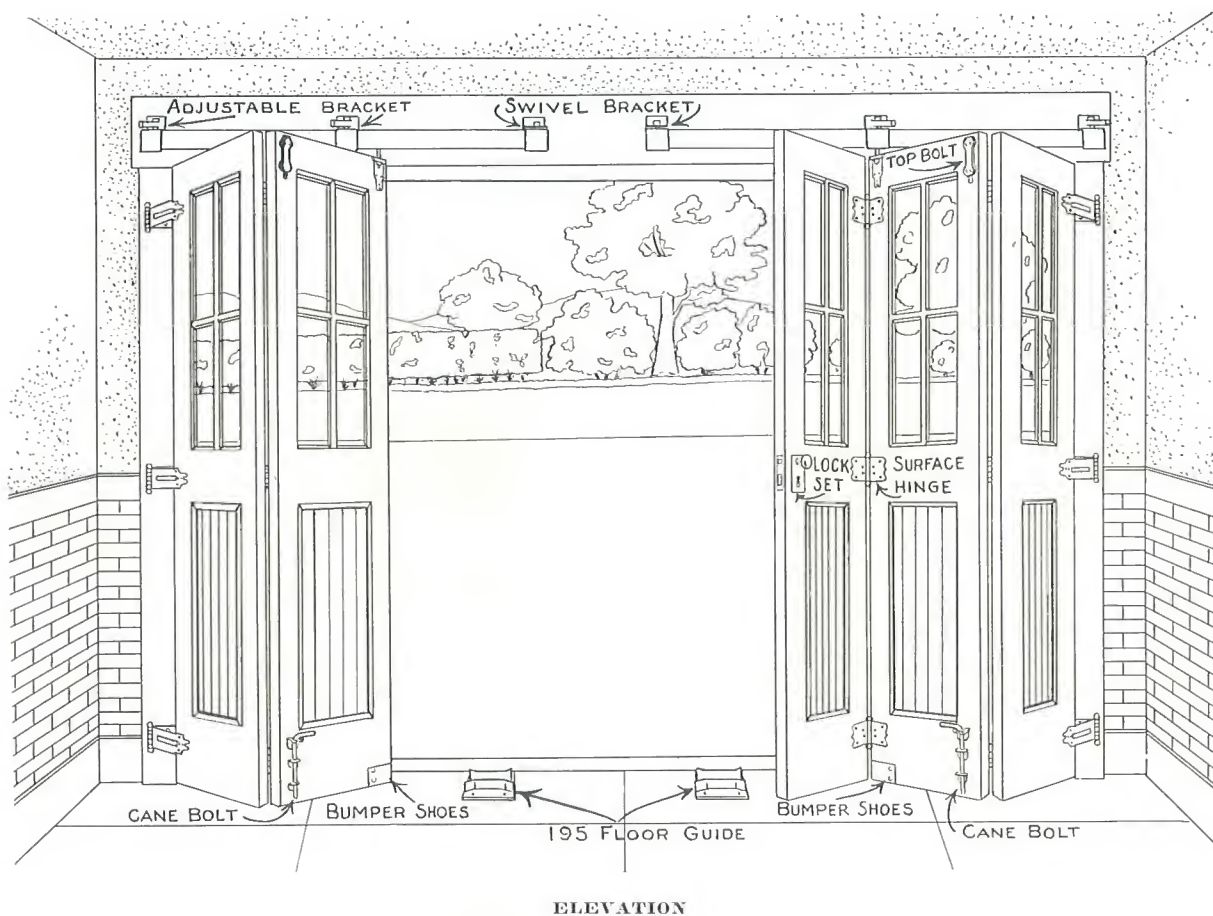 ADJUSTABLE BRACKET
SWIVEL BRACKET
TOP BOLT
LOCK
SET
SURFACE
HINGE
CANE BOLT
BUMPER SHOES
195 FLOOR GUIDE
BUMPER SHOES
CANE BOLT
ELEVATION